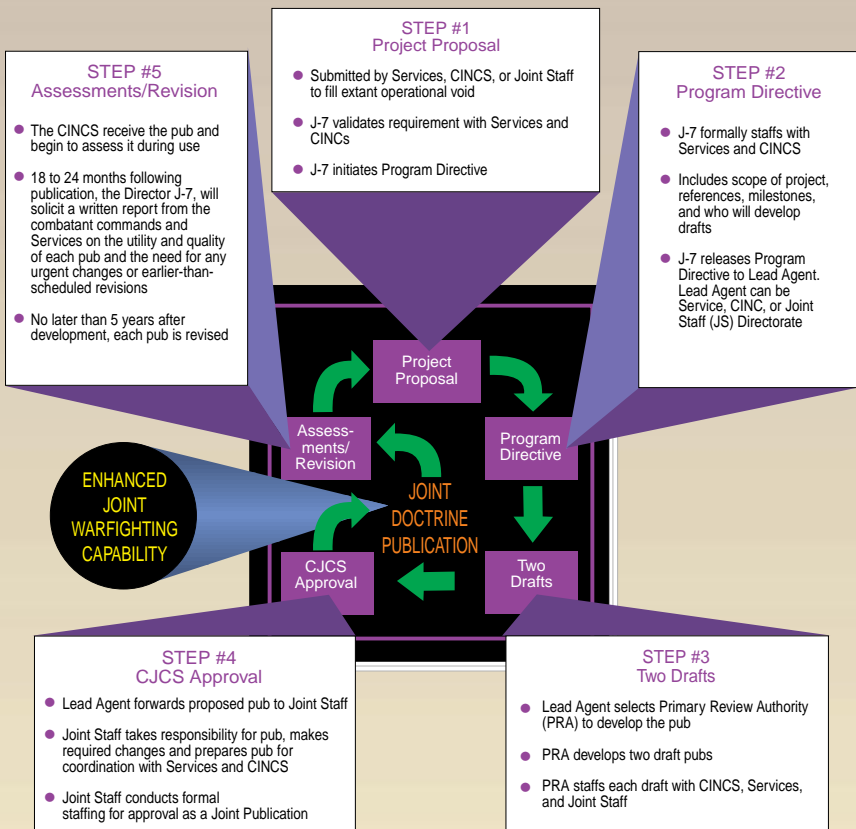 STEP #1
Project Proposal
● Submitted by Services, CINCS, or Joint Staff
to fill extant operational void
● J-7 validates requirement with Services and
CINCs
● J-7 initiates Program Directive
STEP #5
Assessments/Revision
● The CINCS receive the pub and
begin to assess it during use
● 18 to 24 months following
publication, the Director J-7, will
solicit a written report from the
combatant commands and
Services on the utility and quality
of each pub and the need for any
urgent changes or earlier-than-
scheduled revisions
● No later than 5 years after
development, each pub is revised
STEP #2
Program Directive
● J-7 formally staffs with
Services and CINCS
● Includes scope of project,
references, milestones,
and who will develop
drafts
● J-7 releases Program
Directive to Lead Agent.
Lead Agent can be
Service, CINC, or Joint
Staff (JS) Directorate
Project
Proposal
Assess-
ments/
Revision
Program
Directive
ENHANCED
JOINT
WARFIGHTING
CAPABILITY
JOINT
DOCTRINE
PUBLICATION
CJCS
Approval
Two
Drafts
STEP #4
CJCS Approval
● Lead Agent forwards proposed pub to Joint Staff
● Joint Staff takes responsibility for pub, makes
required changes and prepares pub for
coordination with Services and CINCS
● Joint Staff conducts formal
staffing for approval as a Joint Publication
STEP #3
Two Drafts
● Lead Agent selects Primary Review Authority
(PRA) to develop the pub
● PRA develops two draft pubs
● PRA staffs each draft with CINCS, Services,
and Joint Staff